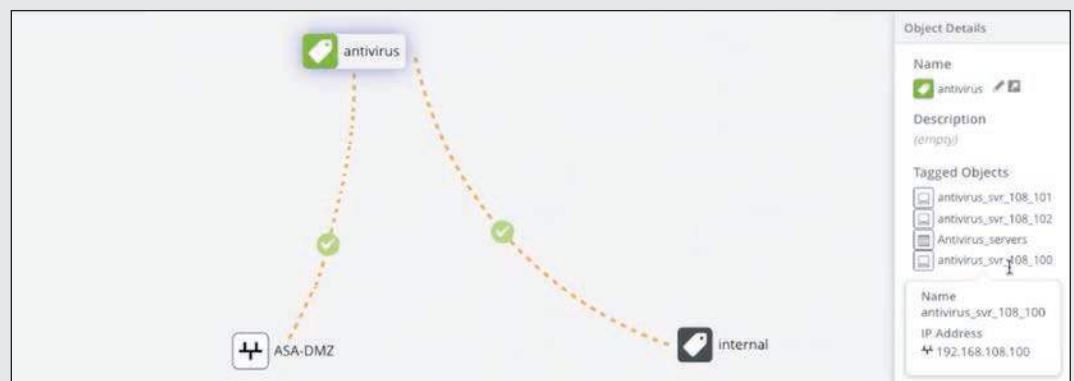 antivirus
ASA-DMZ
internal
Object Details
Name
antivirus
Description
(empty)
Tagged Objects
antivirus_svr_108_101
antivirus_svr_108_102
Antivirus_servers
antivirus_svr_108_100
Name
antivirus_svr_108_100
IP Address
192.168.108.100